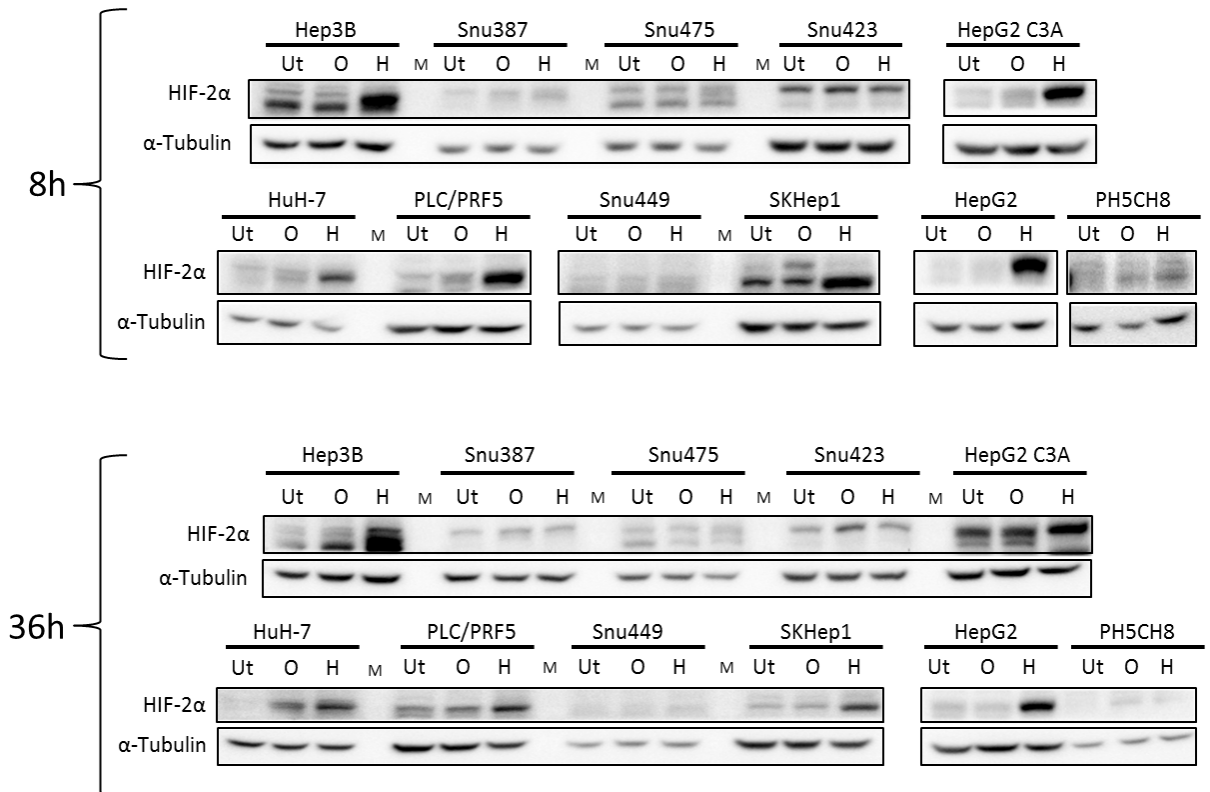 Hep3B Snu387 Snu475 Snu423 HepG2 C3A
Ut O H M Ut O H M Ut O H M Ut O H Ut O H
HIF-2α
α-Tubulin
8h
HuH-7 PLC/PRF5 Snu449 SKHep1 HepG2 PH5CH8
Ut O H M Ut O H Ut O H M Ut O H Ut O H Ut O H
HIF-2α
α-Tubulin
Hep3B Snu387 Snu475 Snu423 HepG2 C3A
Ut O H M Ut O H M Ut O H M Ut O H M Ut O H
HIF-2α
α-Tubulin
36h
HuH-7 PLC/PRF5 Snu449 SKHep1 HepG2 PH5CH8
Ut O H M Ut O H M Ut O H M Ut O H Ut O H Ut O H
HIF-2α
α-Tubulin